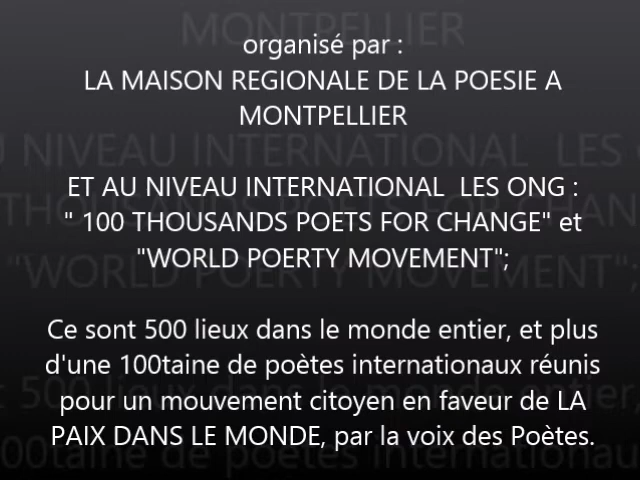 organisé par :
LA MAISON REGIONALE DE LA POESIE A
MONTPELLIER
ET AU NIVEAU INTERNATIONAL LES ONG :
" 100 THOUSANDS POETS FOR CHANGE" et
"WORLD POERTY MOVEMENT";
Ce sont 500 lieux dans le monde entier, et plus
d'une 100taine de poètes internationaux réunis
pour un mouvement citoyen en faveur de LA
PAIX DANS LE MONDE, par la voix des Poètes.